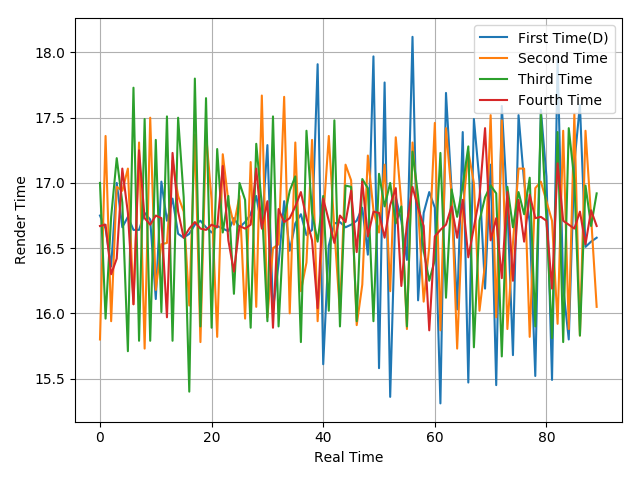 18.0
17.5
17.0
16.5
16.0
15.5
Render Time
0
20
40
60
80
Real Time
First Time(D)
Second Time
Third Time
Fourth Time